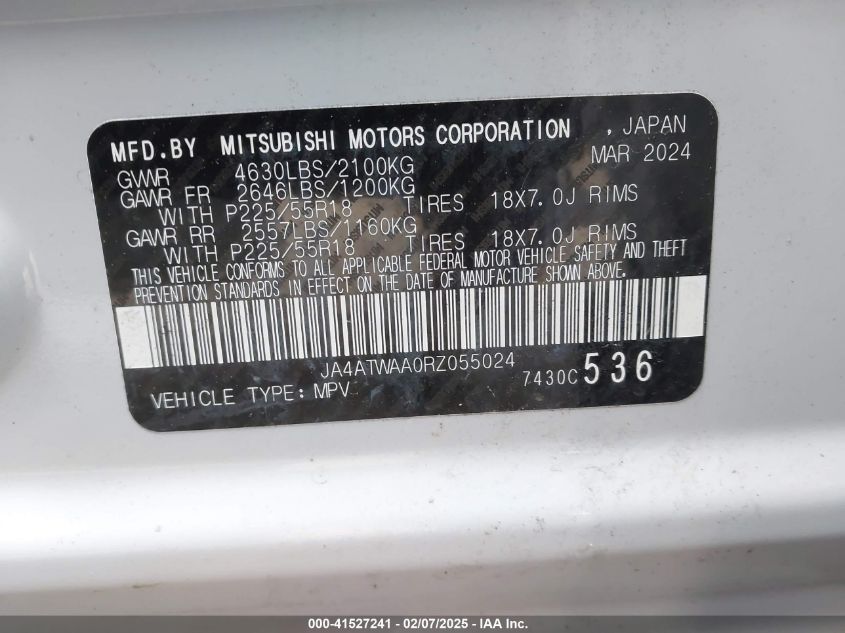 MFD.BY MITSUBISHI MOTORS CORPORATION , JAPAN
MAR 2024
GVWR 4630LBS/2100KG
GAWR FR 2646LBS/1200KG
WITH P225/55R18 TIRES 18X7.0J RIMS
GAWR RR 2557LBS/1160KG
WITH P225/55R18 TIRES 18X7.0J RIMS
THIS VEHICLE CONFORMS TO ALL APPLICABLE FEDERAL MOTOR VEHICLE SAFETY AND THEFT
PREVENTION STANDARDS IN EFFECT ON THE DATE OF MANUFACTURE SHOWN ABOVE.
JA4ATWAA0RZ055024
7430C 536
VEHICLE TYPE: MPV
000-41527241 - 02/07/2025 - IAA Inc.